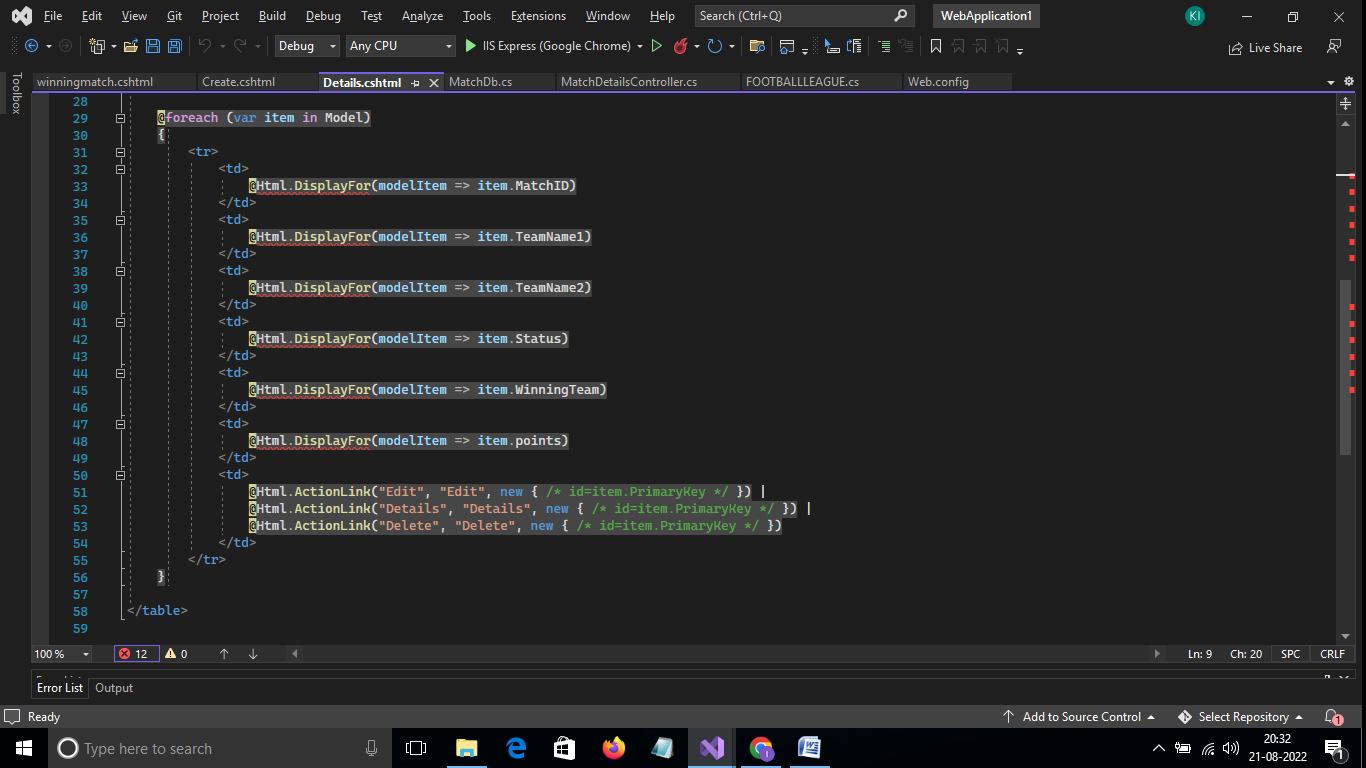 File Edit View Git Project Build Debug Test Analyze Tools Extensions Window Help Search (Ctrl+Q) WebApplication1 KI
Debug Any CPU IIS Express (Google Chrome) Live Share
Toolbox
winningmatch.cshtml Create.cshtml Details.cshtml MatchDb.cs MatchDetailsController.cs FOOTBALLLEAGUE.cs Web.config
28
29 @foreach (var item in Model)
30 {
31 <tr>
32 <td>
33 @Html.DisplayFor(modelItem => item.MatchID)
34 </td>
35 <td>
36 @Html.DisplayFor(modelItem => item.TeamName1)
37 </td>
38 <td>
39 @Html.DisplayFor(modelItem => item.TeamName2)
40 </td>
41 <td>
42 @Html.DisplayFor(modelItem => item.Status)
43 </td>
44 <td>
45 @Html.DisplayFor(modelItem => item.WinningTeam)
46 </td>
47 <td>
48 @Html.DisplayFor(modelItem => item.points)
49 </td>
50 <td>
51 @Html.ActionLink("Edit", "Edit", new { /* id=item.PrimaryKey */ }) |
52 @Html.ActionLink("Details", "Details", new { /* id=item.PrimaryKey */ }) |
53 @Html.ActionLink("Delete", "Delete", new { /* id=item.PrimaryKey */ })
54 </td>
55 </tr>
56 }
57
58 </table>
59
100 % 12 0 Ln: 9 Ch: 20 SPC CRLF
Error List Output
Ready Add to Source Control Select Repository 1
Type here to search 20:32
21-08-2022 1